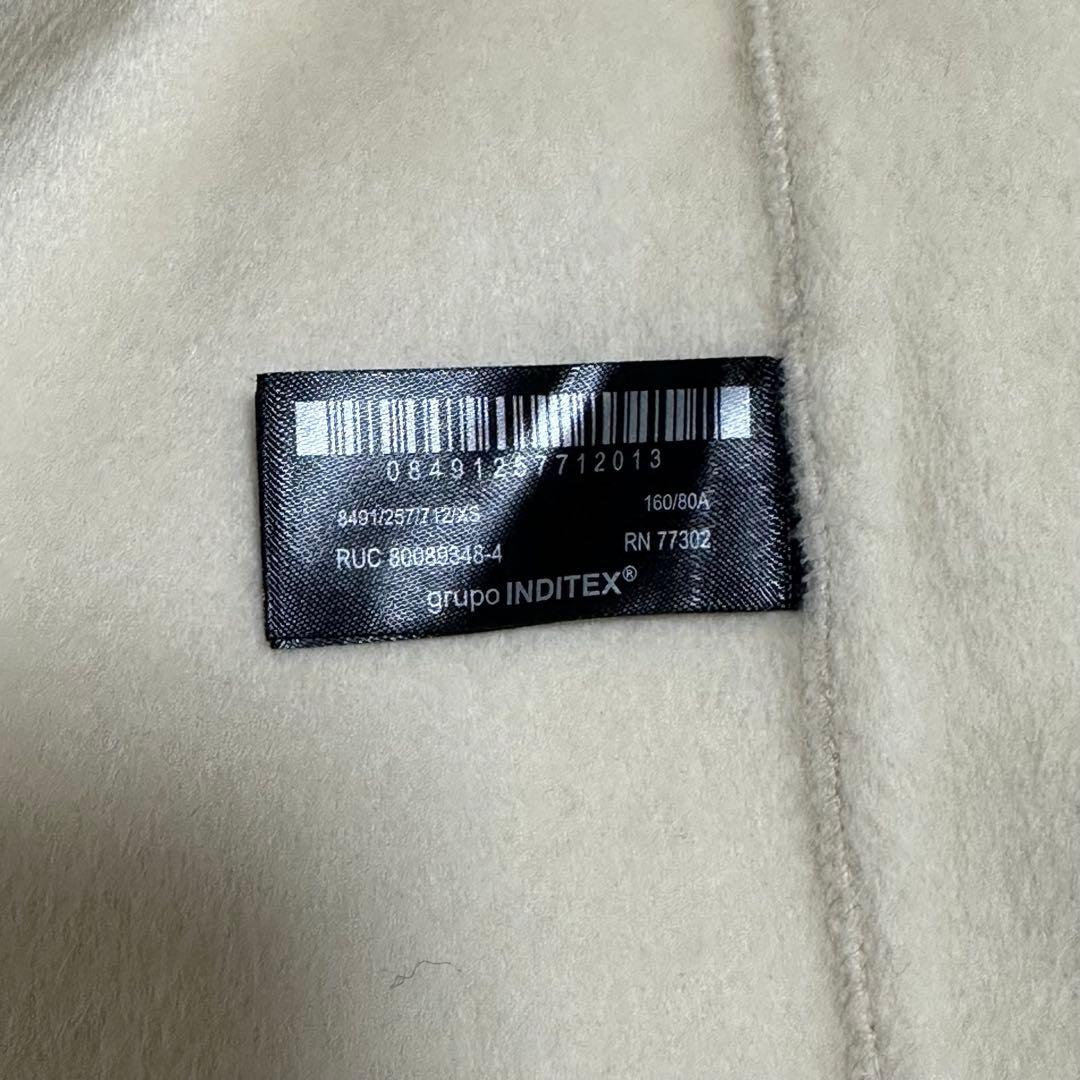 08491257712013
8491/257/712/XS
160/80A
RUC 80089348-4
RN 77302
grupo INDITEX®